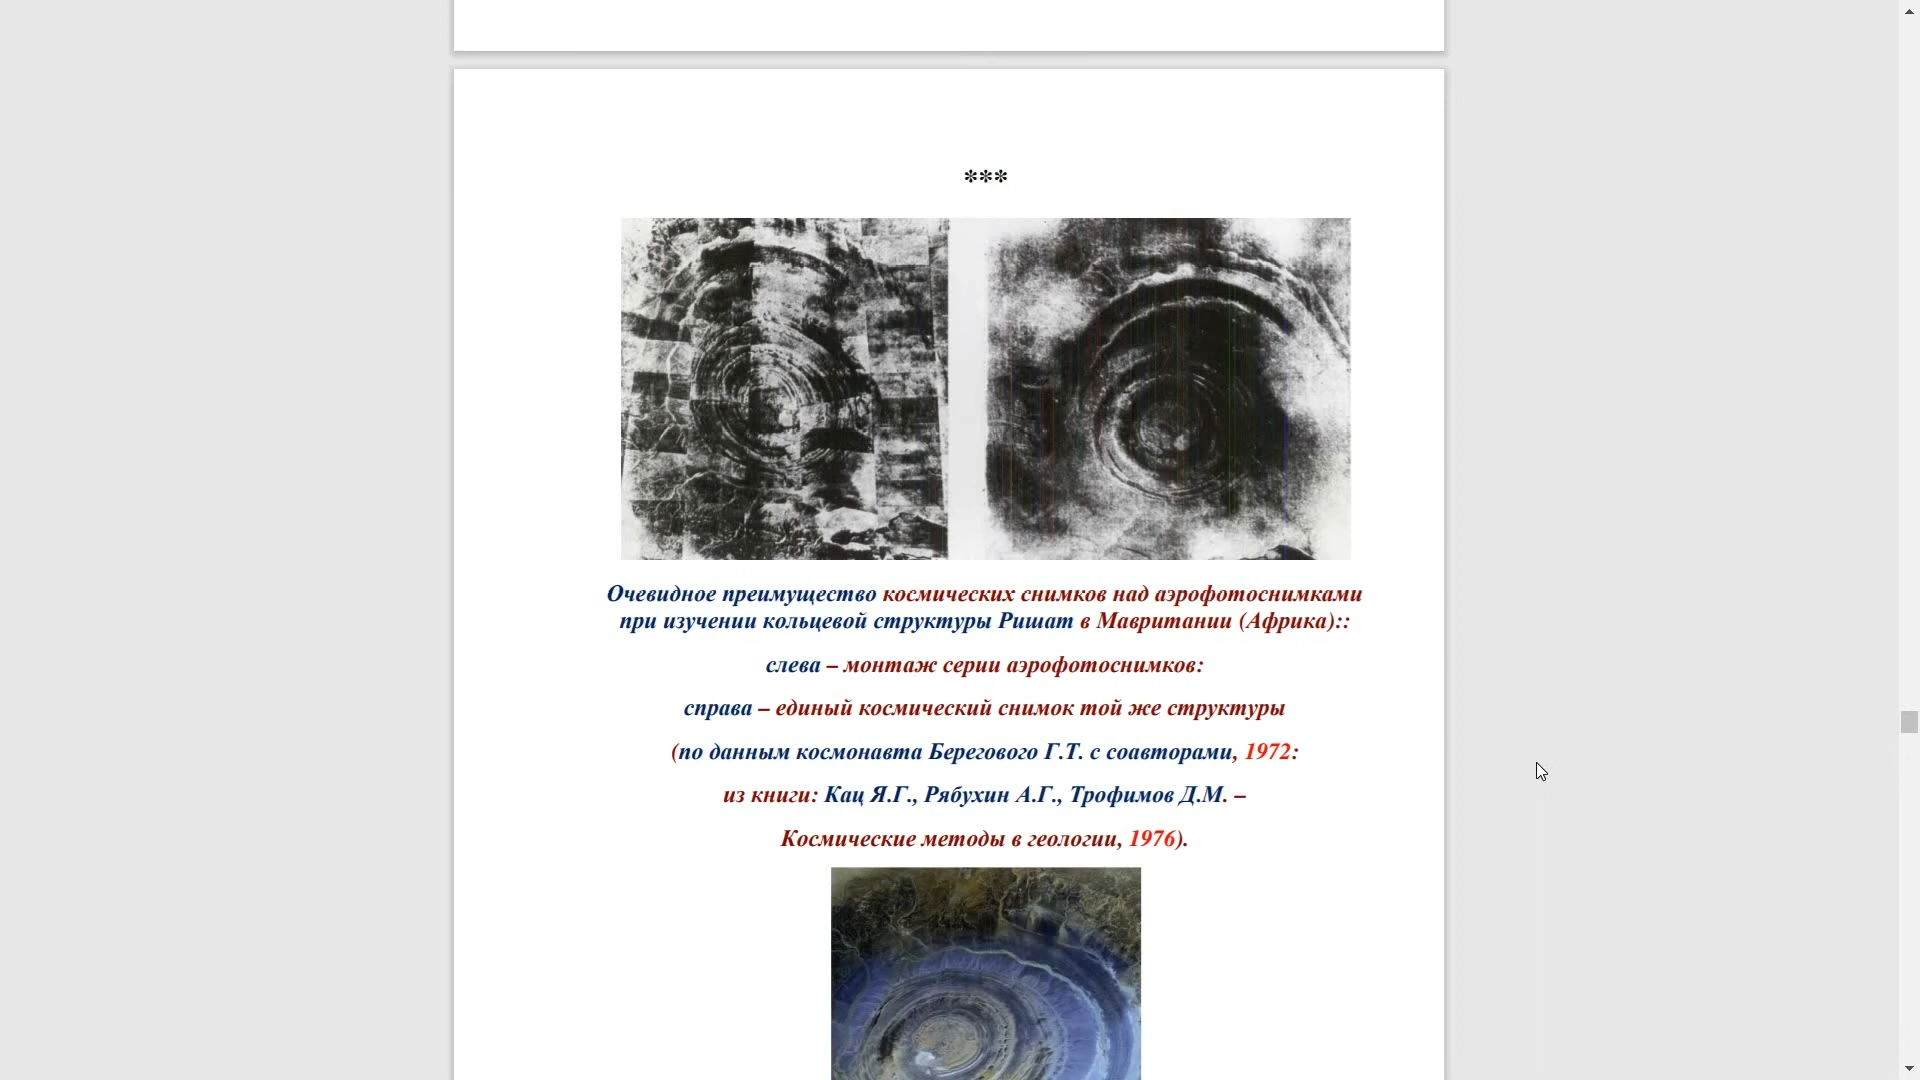 ***
Очевидное преимущество космических снимков над аэрофотоснимками
при изучении кольцевой структуры Ришат в Мавритании (Африка)::
слева – монтаж серии аэрофотоснимков:
справа – единый космический снимок той же структуры
(по данным космонавта Берегового Г.Т. с соавторами, 1972:
из книги: Кац Я.Г., Рябухин А.Г., Трофимов Д.М. –
Космические методы в геологии, 1976).